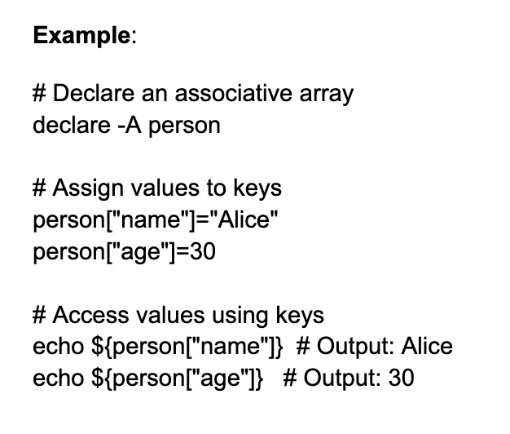 Example:
# Declare an associative array
declare -A person
# Assign values to keys
person["name"]="Alice"
person["age"]=30
# Access values using keys
echo ${person["name"]}  # Output: Alice
echo ${person["age"]}   # Output: 30